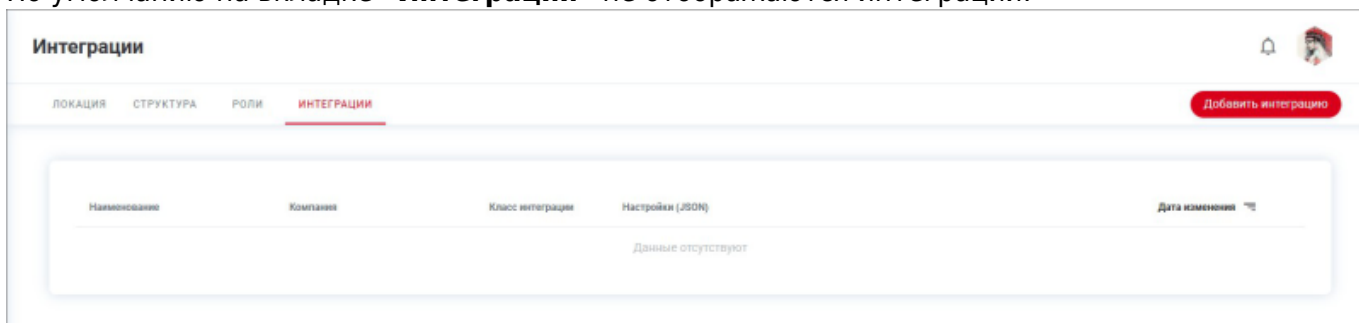 Интеграции
ЛОКАЦИЯ СТРУКТУРА РОЛИ ИНТЕГРАЦИИ Добавить интеграцию
Наименование Компания Класс интеграции Настройки (JSON) Дата изменения
Данные отсутствуют